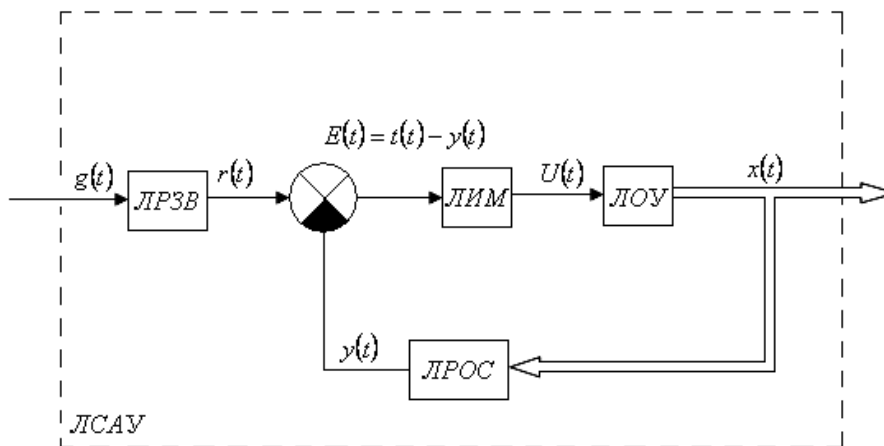 E(t) = t(t) − y(t)
g(t)
r(t)
U(t)
x(t)
ЛРЗВ
ЛИМ
ЛОУ
y(t)
ЛРОС
ЛСАУ